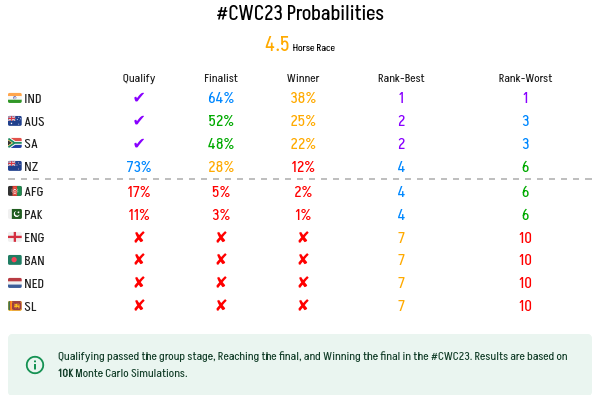 #CWC23 Probabilities
4.5 Horse Race
Qualify Finalist Winner Rank-Best Rank-Worst
IND ✔ 64% 38% 1 1
AUS ✔ 52% 25% 2 3
SA ✔ 48% 22% 2 3
NZ 73% 28% 12% 4 6
AFG 17% 5% 2% 4 6
PAK 11% 3% 1% 4 6
ENG ✘ ✘ ✘ 7 10
BAN ✘ ✘ ✘ 7 10
NED ✘ ✘ ✘ 7 10
SL ✘ ✘ ✘ 7 10
Qualifying passed the group stage, Reaching the final, and Winning the final in the #CWC23. Results are based on
10K Monte Carlo Simulations.